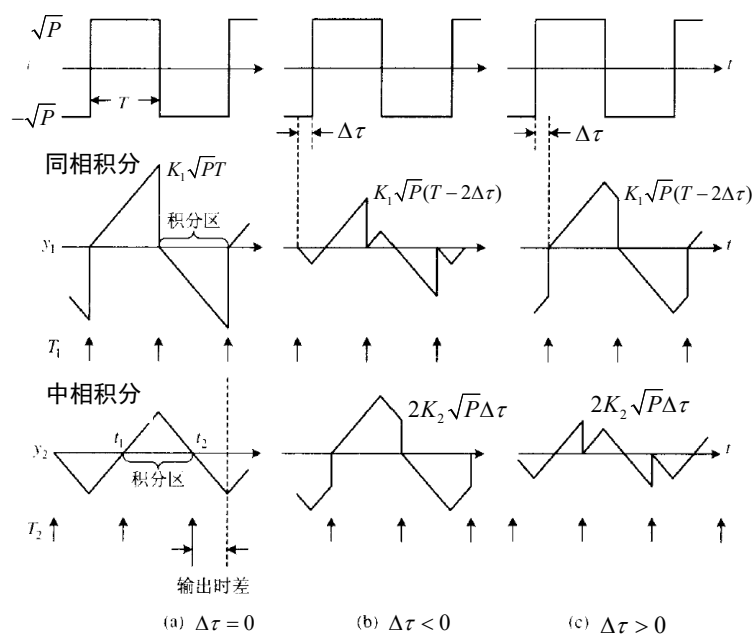 √P
t
T
−√P
Δτ
Δτ
同相积分
K₁√PT
K₁√P(T − 2Δτ)
K₁√P(T − 2Δτ)
积分区
y₁
t
T₁
中相积分
2K₂√PΔτ
2K₂√PΔτ
t₁
t₂
y₂
积分区
t
T₂
输出时差
(a) Δτ = 0
(b) Δτ < 0
(c) Δτ > 0